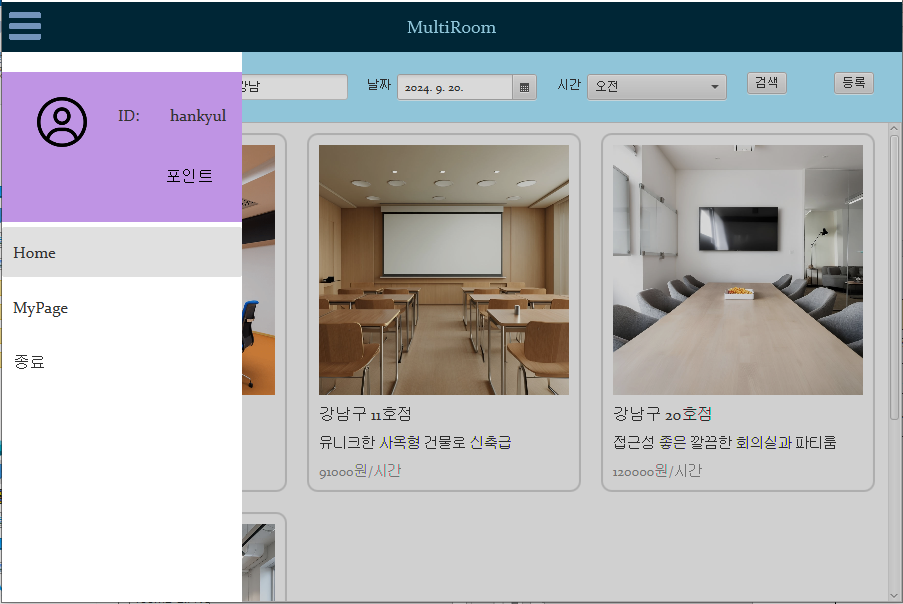 MultiRoom
강남
날짜 2024. 9. 20.
시간 오전
검색
등록
ID: hankyul
포인트
Home
MyPage
종료
강남구 11호점
유니크한 사옥형 건물로 신축급
91000원/시간
강남구 20호점
접근성 좋은 깔끔한 회의실과 파티룸
120000원/시간